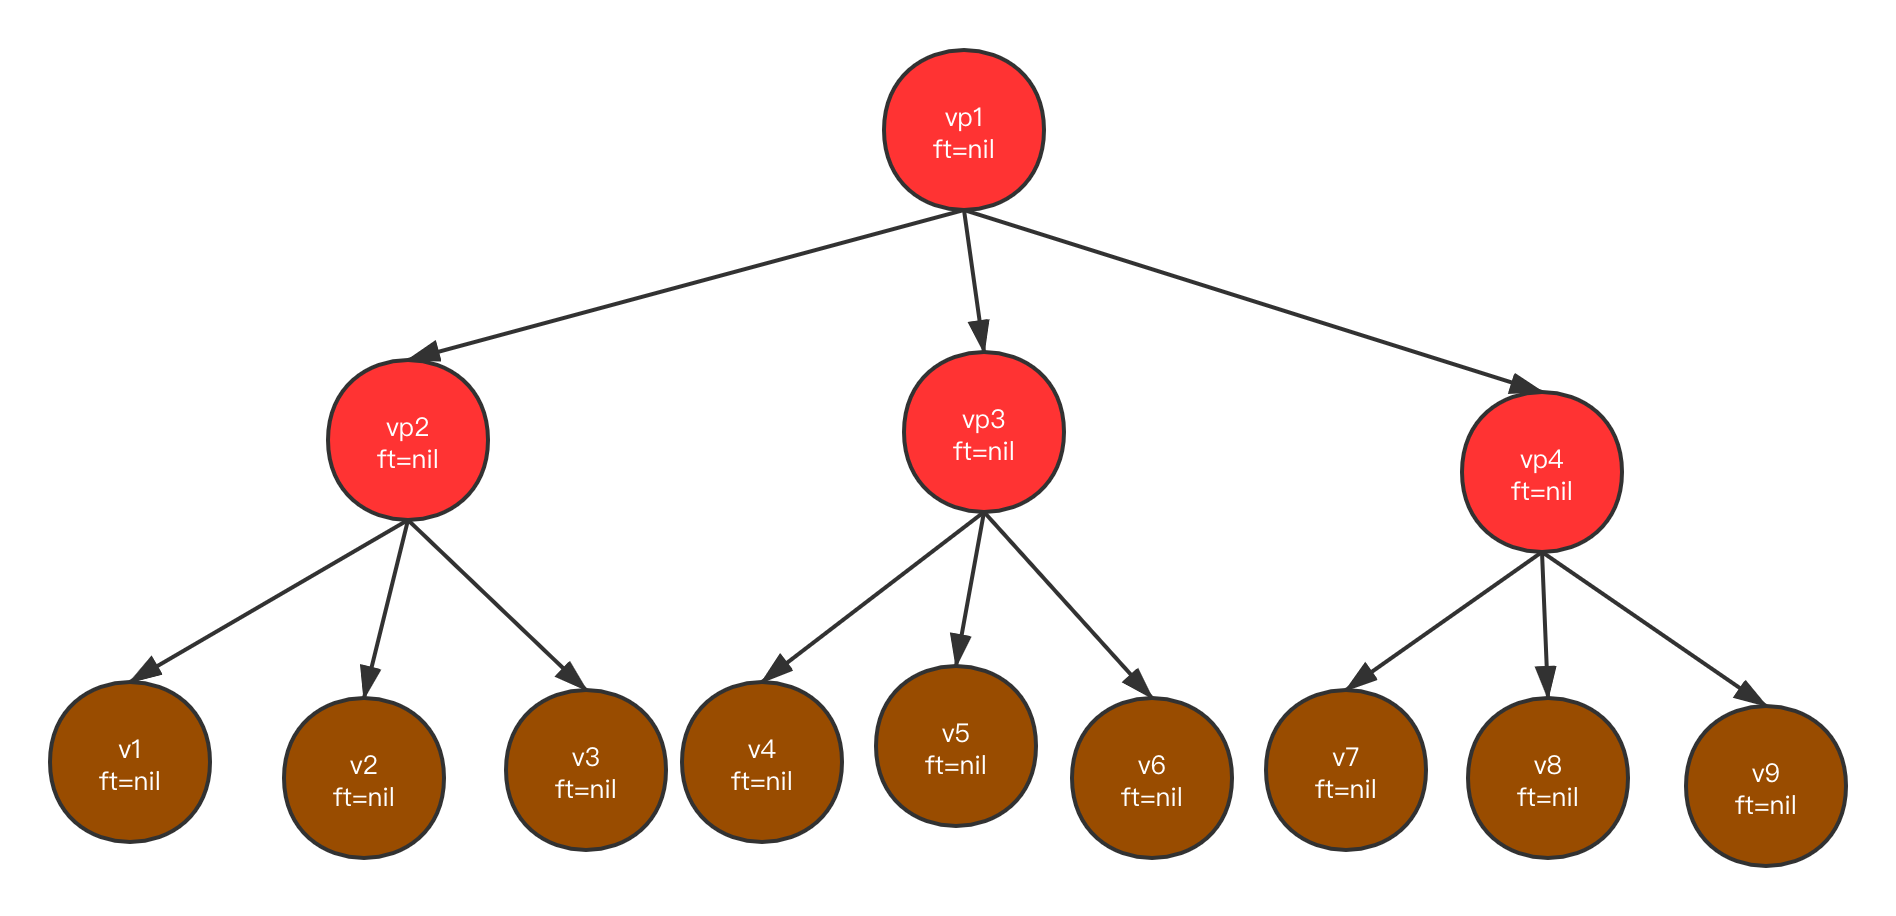 vp1
ft=nil
vp2
ft=nil
vp3
ft=nil
vp4
ft=nil
v1
ft=nil
v2
ft=nil
v3
ft=nil
v4
ft=nil
v5
ft=nil
v6
ft=nil
v7
ft=nil
v8
ft=nil
v9
ft=nil